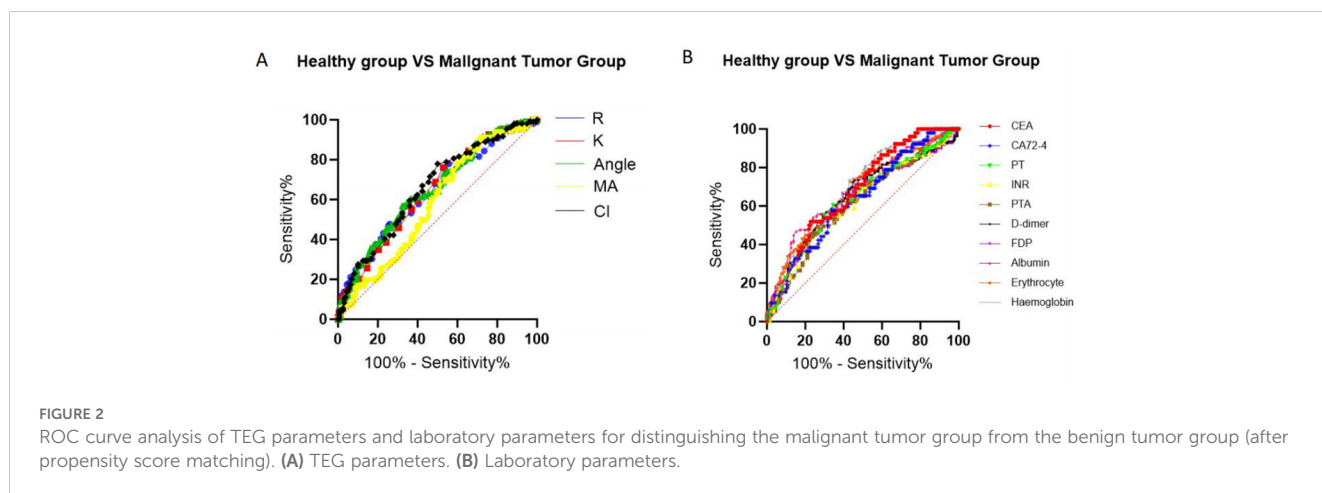 A Healthy group VS Malignant Tumor Group
100
80
60
40
20
0
Sensitivity%
0 20 40 60 80 100
100% - Sensitivity%
R
K
Angle
MA
CI
B Healthy group VS Malignant Tumor Group
100
80
60
40
20
0
Sensitivity%
0 20 40 60 80 100
100% - Sensitivity%
CEA
CA72-4
PT
INR
PTA
D-dimer
FDP
Albumin
Erythrocyte
Haemoglobin
FIGURE 2
ROC curve analysis of TEG parameters and laboratory parameters for distinguishing the malignant tumor group from the benign tumor group (after
propensity score matching). (A) TEG parameters. (B) Laboratory parameters.